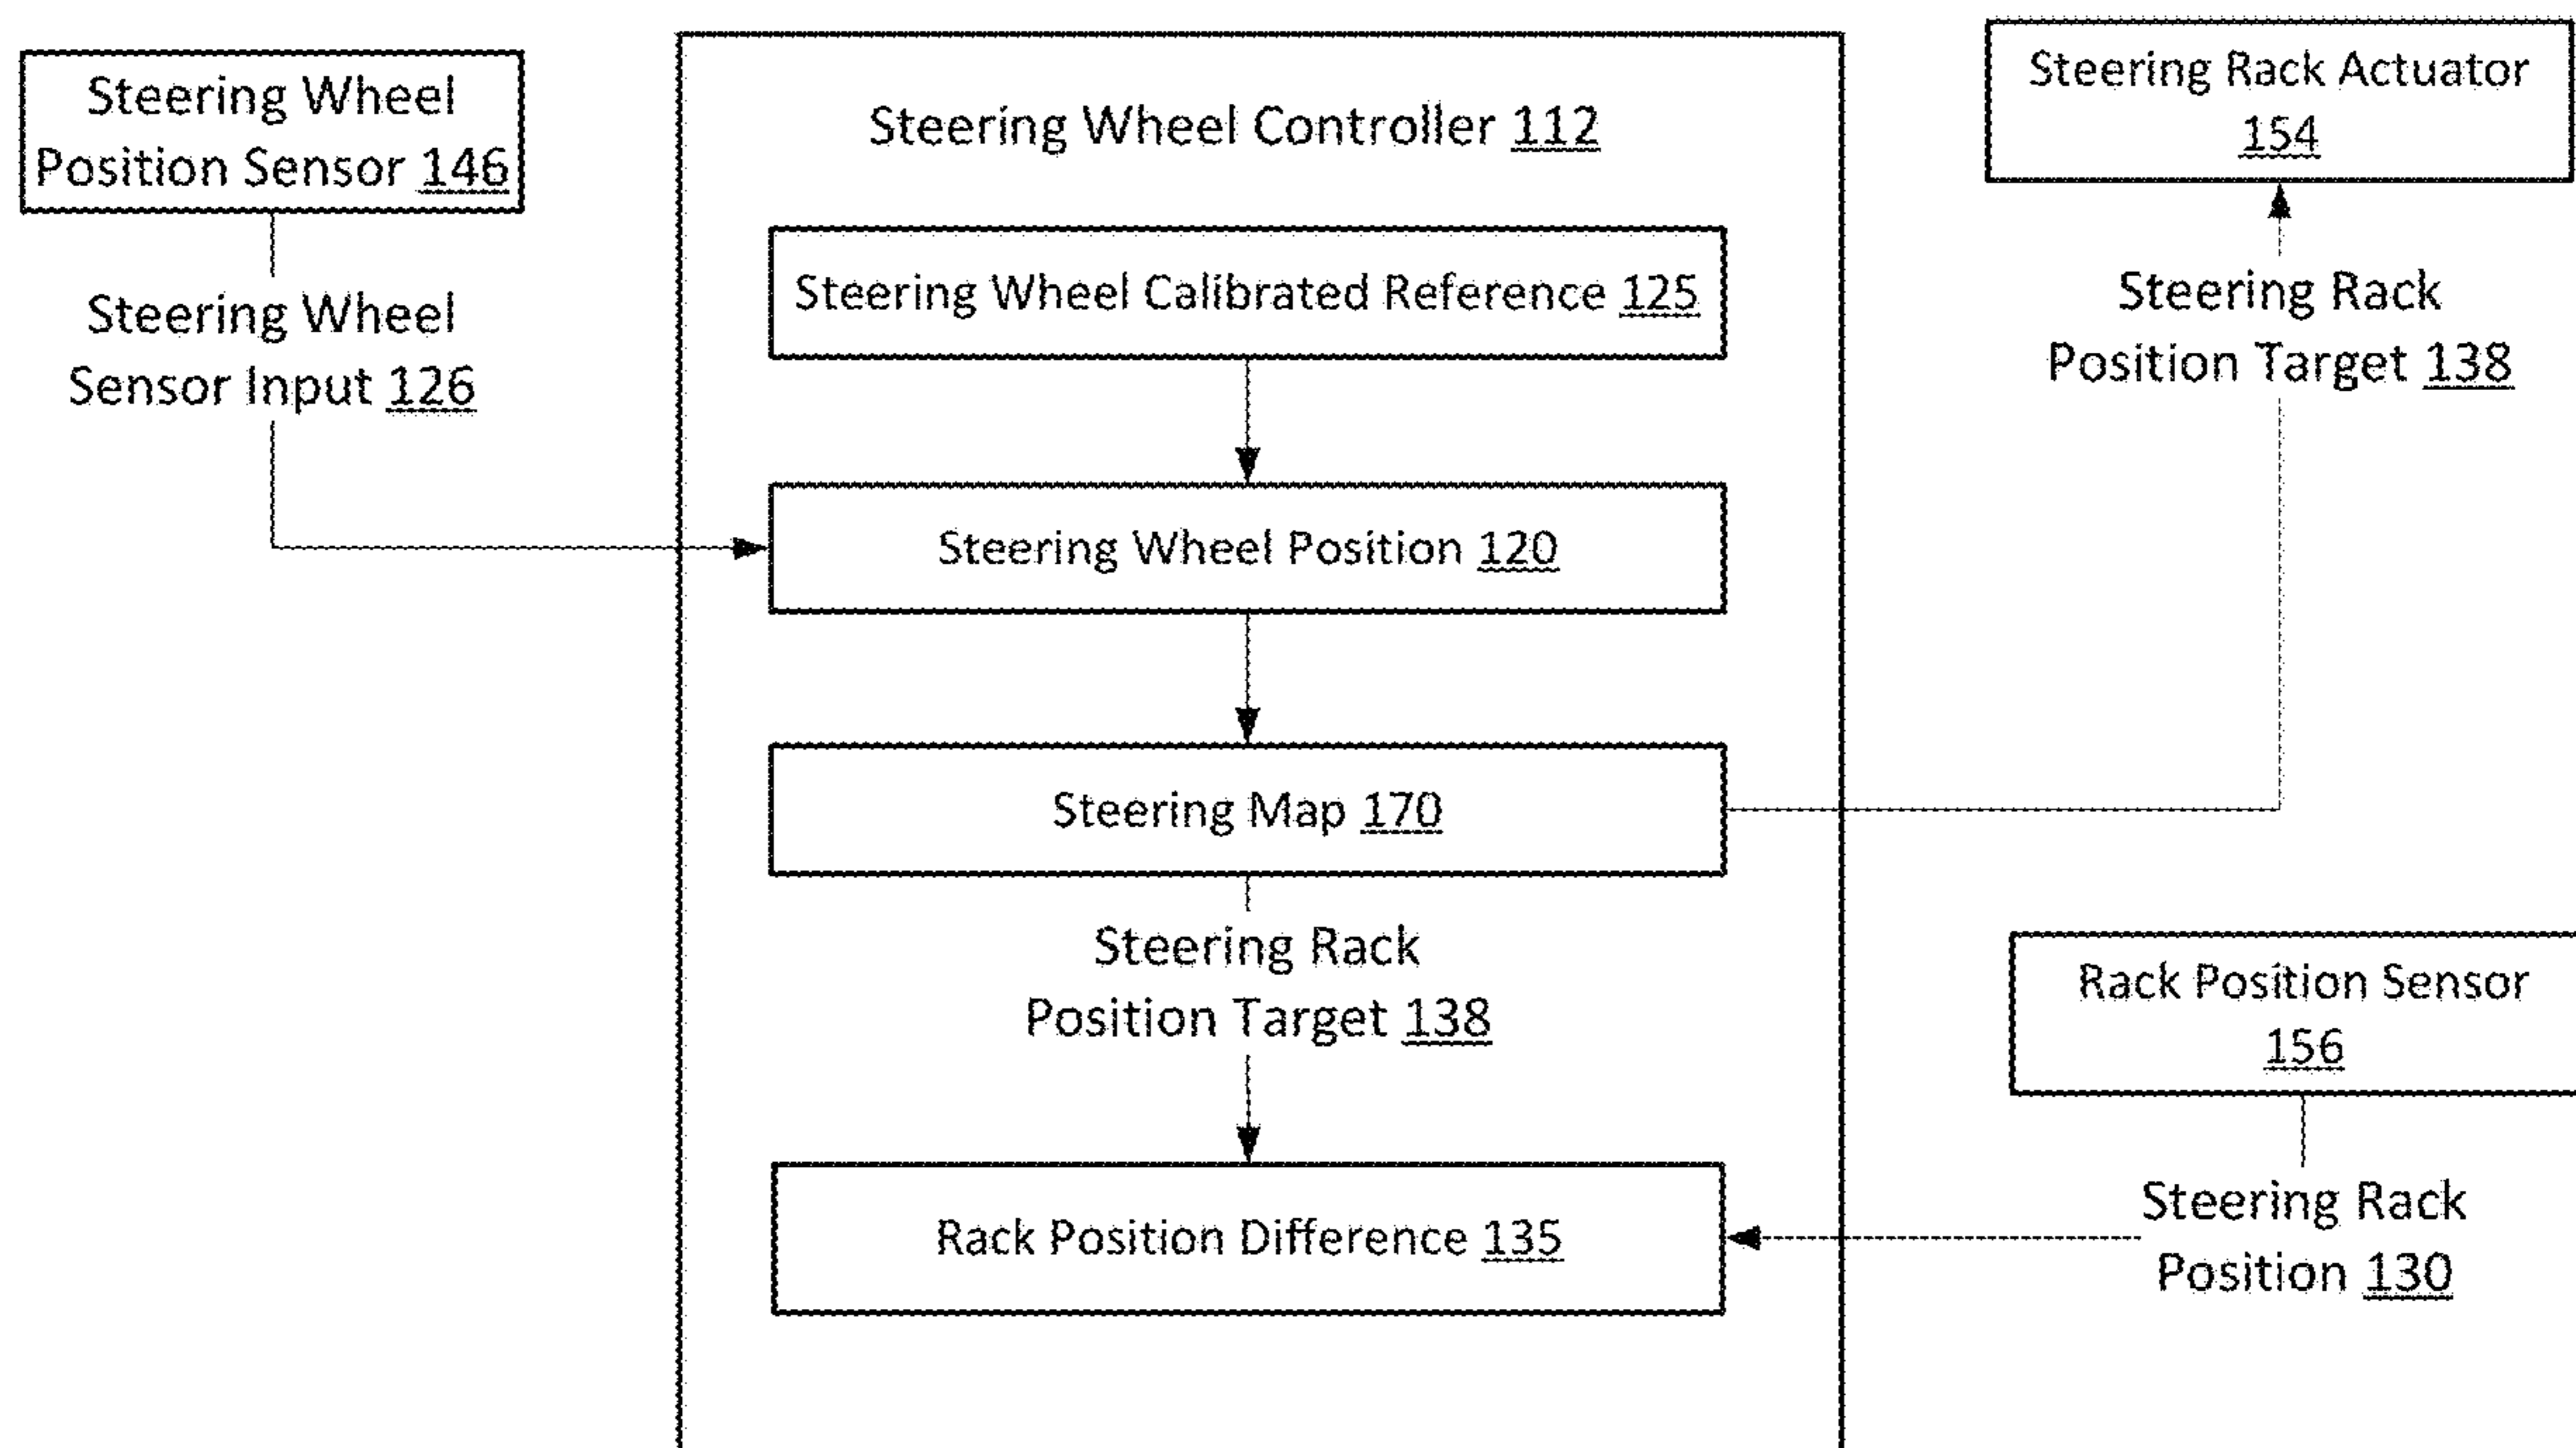 Steering Wheel
Position Sensor 146
Steering Wheel
Sensor Input 126
Steering Wheel Controller 112
Steering Wheel Calibrated Reference 125
Steering Wheel Position 120
Steering Map 170
Steering Rack
Position Target 138
Rack Position Difference 135
Steering Rack Actuator
154
Steering Rack
Position Target 138
Rack Position Sensor
156
Steering Rack
Position 130